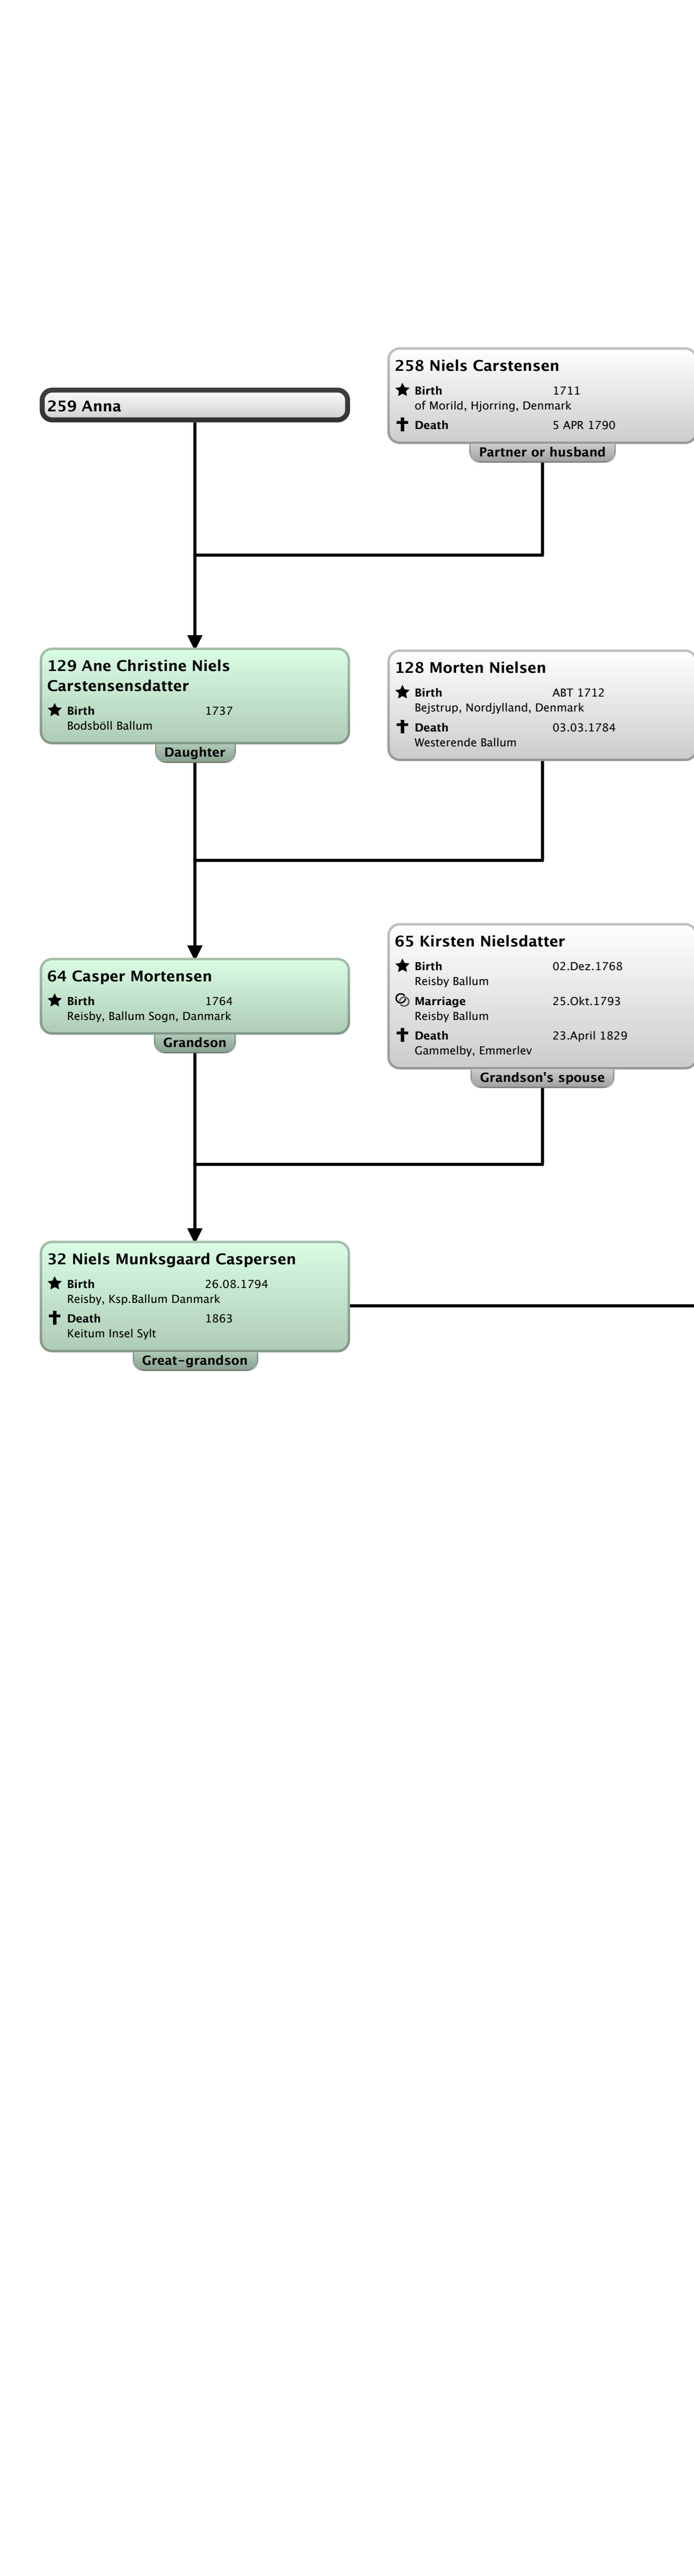 259 Anna
258 Niels Carstensen
Birth 1711
of Morild, Hjorring, Denmark
Death 5 APR 1790
Partner or husband
129 Ane Christine Niels
Carstensensdatter
Birth 1737
Bodsböll Ballum
Daughter
128 Morten Nielsen
Birth ABT 1712
Bejstrup, Nordjylland, Denmark
Death 03.03.1784
Westerende Ballum
64 Casper Mortensen
Birth 1764
Reisby, Ballum Sogn, Danmark
Grandson
65 Kirsten Nielsdatter
Birth 02.Dez.1768
Reisby Ballum
Marriage 25.Okt.1793
Reisby Ballum
Death 23.April 1829
Gammelby, Emmerlev
Grandson's spouse
32 Niels Munksgaard Caspersen
Birth 26.08.1794
Reisby, Ksp.Ballum Danmark
Death 1863
Keitum Insel Sylt
Great-grandson